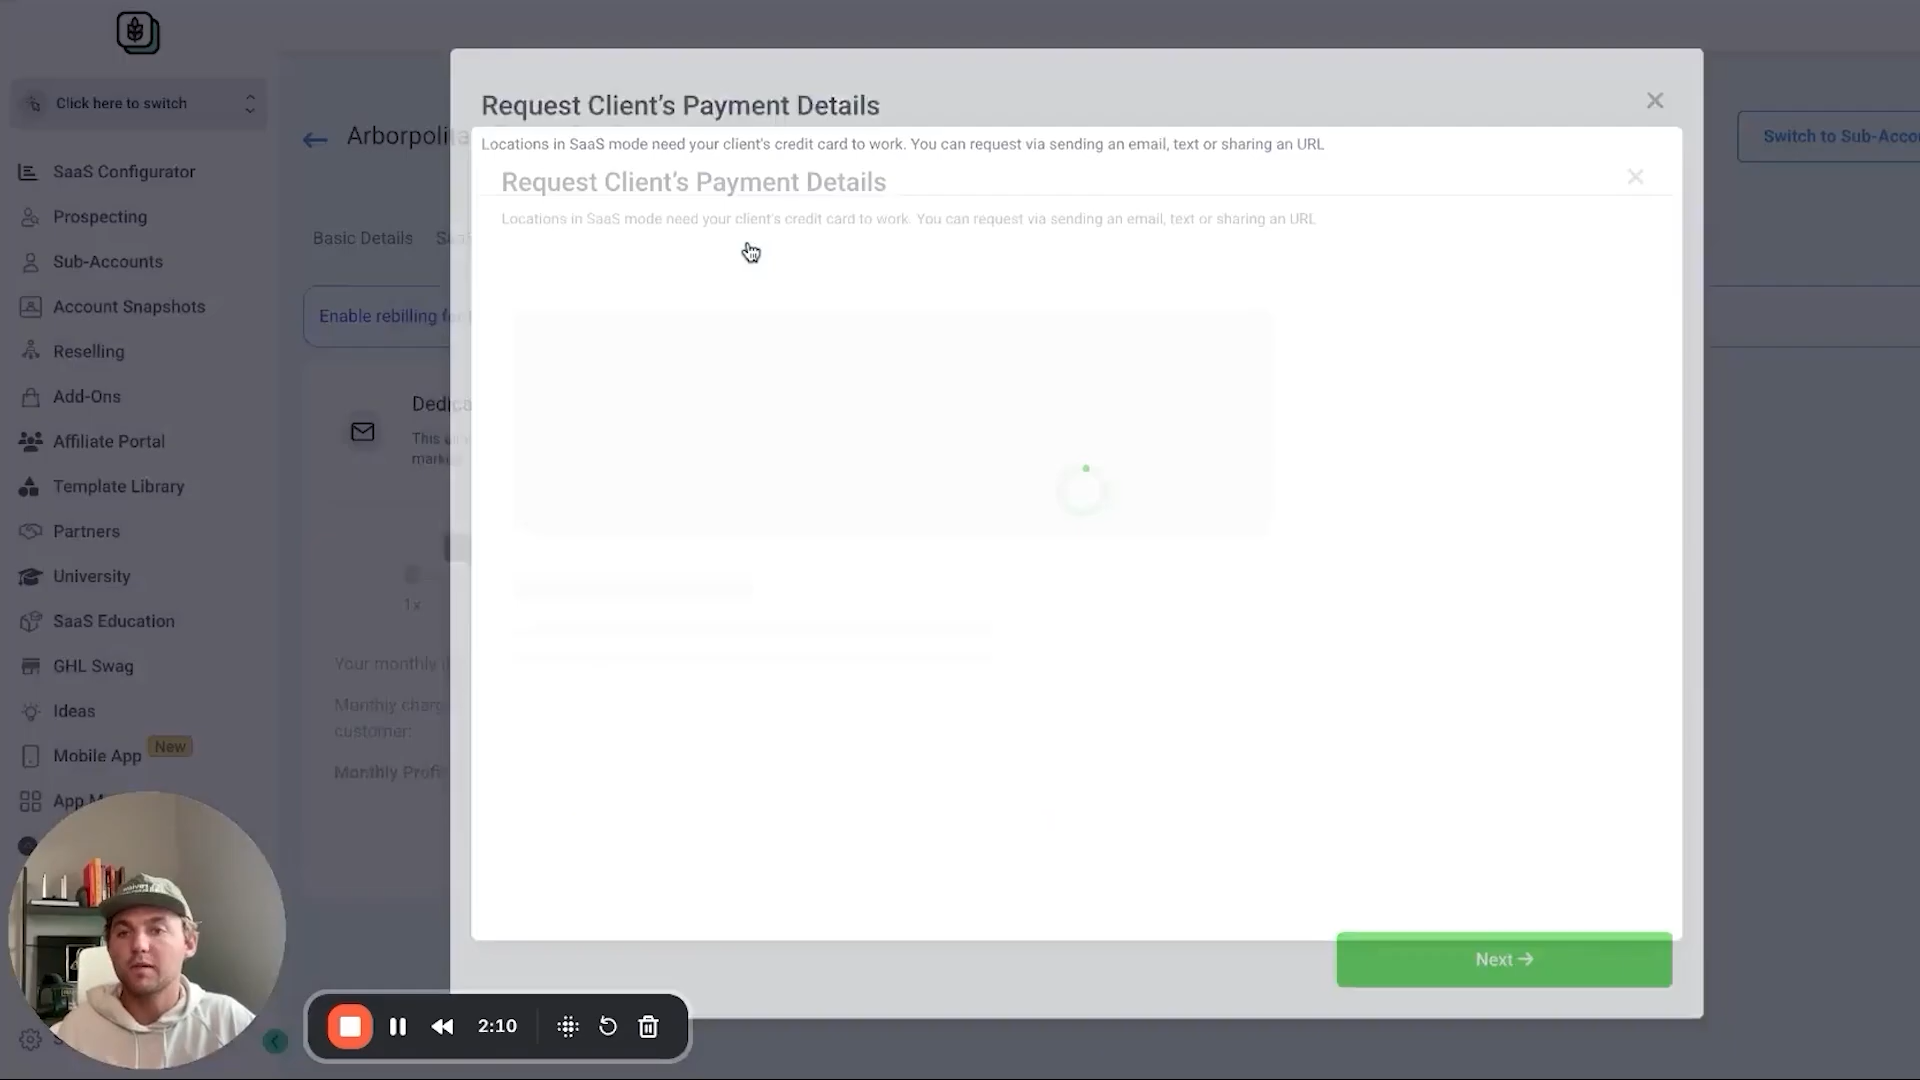 Click here to switch
SaaS Configurator
Prospecting
Sub-Accounts
Account Snapshots
Reselling
Add-Ons
Affiliate Portal
Template Library
Partners
University
SaaS Education
GHL Swag
Ideas
Mobile App New
App
Basic Details
Enable rebilling
1x
Your monthly
Monthly
customer:
Monthly
Request Client's Payment Details
Locations in SaaS mode need your client's credit card to work. You can request via sending an email, text or sharing an URL
Request Client's Payment Details
Locations in SaaS mode need your client's credit card to work. You can request via sending an email, text or sharing an URL
Next →
Switch to
2:10